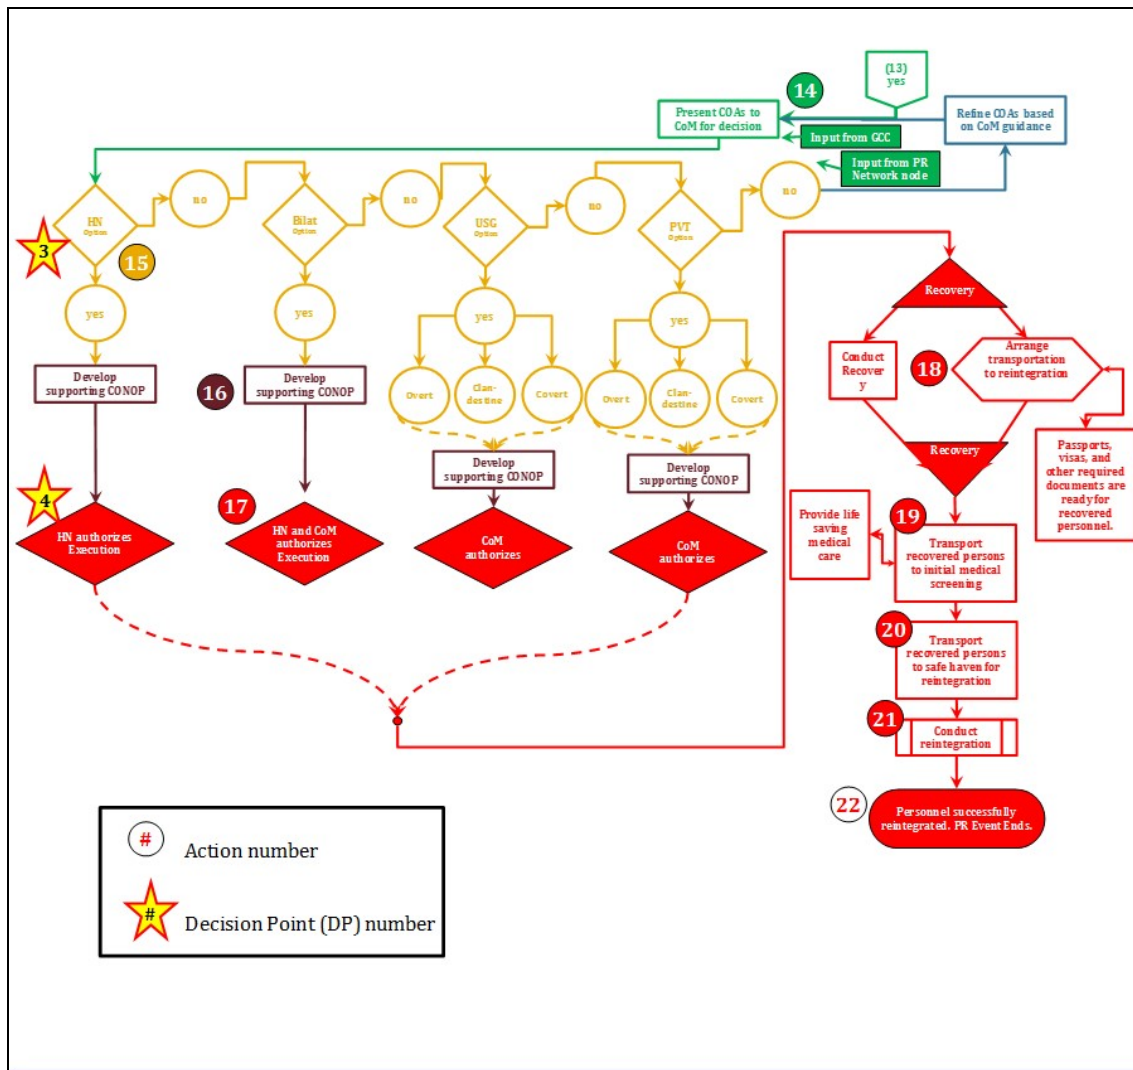 (13)
yes
14
Present COAs to
CoM for decision
Refine COAs based
on CoM guidance
Input from GCC
Input from PR
Network node
HN
Option
no
Bilat
Option
no
USG
Option
no
PVT
Option
no
3
15
yes
yes
yes
yes
Develop
supporting CONOP
16
Develop
supporting CONOP
Overt
Clan-
destine
Covert
Overt
Clan-
destine
Covert
Develop
supporting CONOP
Develop
supporting CONOP
4
HN authorizes
Execution
17
HN and CoM
authorizes
Execution
CoM
authorizes
CoM
authorizes
Recovery
Conduct
Recover
y
18
Arrange
transportation
to reintegration
Recovery
Passports,
visas, and
other required
documents are
ready for
recovered
personnel.
Provide life
saving
medical
care
19
Transport
recovered persons
to initial medical
screening
20
Transport
recovered persons
to safe haven for
reintegration
21
Conduct
reintegration
22
Personnel successfully
reintegrated. PR Event Ends.
#
Action number
#
Decision Point (DP) number